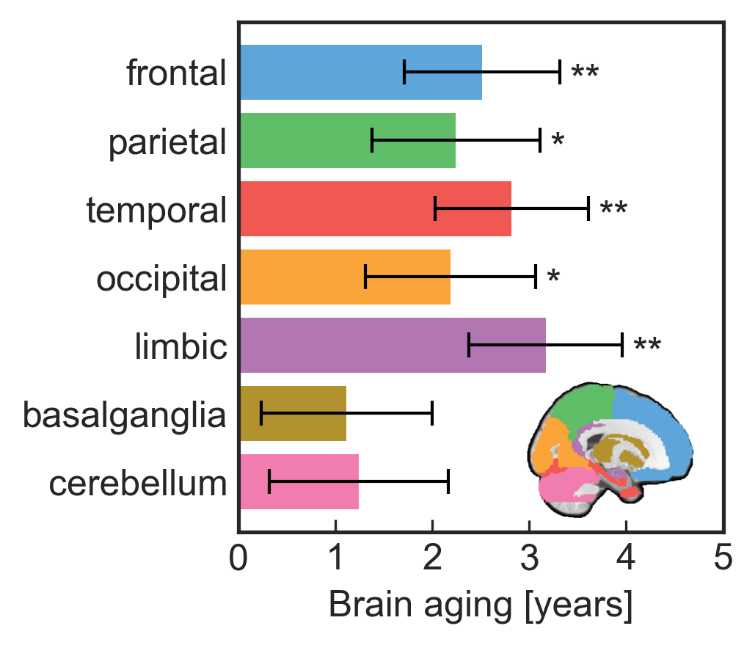 frontal **
parietal *
temporal **
occipital *
limbic **
basalganglia
cerebellum
0 1 2 3 4 5
Brain aging [years]